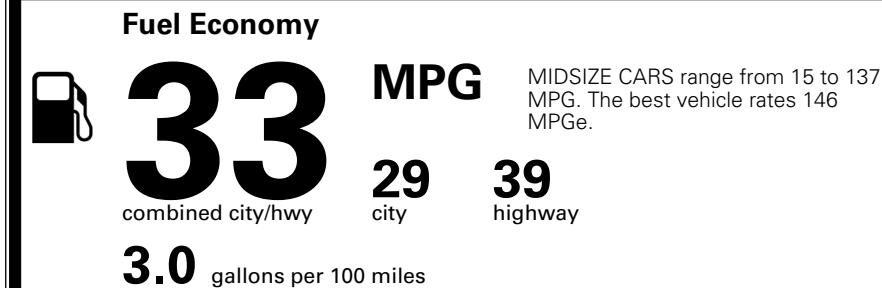 Fuel Economy
33 MPG
MIDSIZE CARS range from 15 to 137
MPG. The best vehicle rates 146
MPGe.
combined city/hwy
29
city
39
highway
3.0 gallons per 100 miles